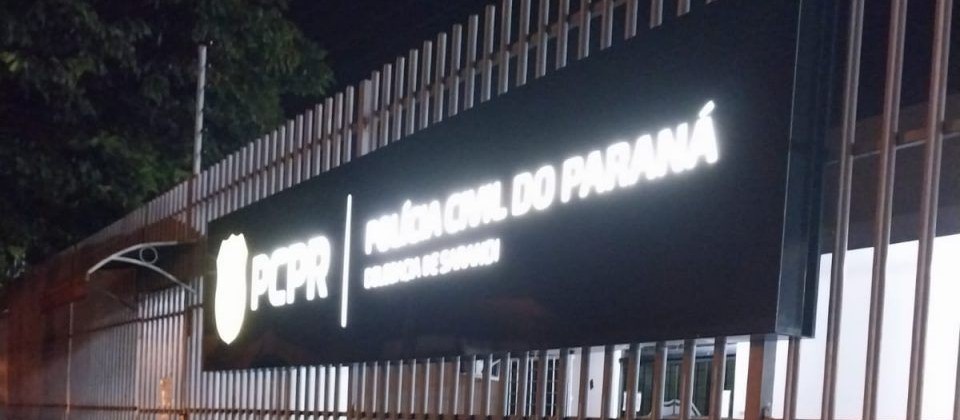 PCPR
POLÍCIA CIVIL DO PARANÁ
DELEGACIA DE SARANDI